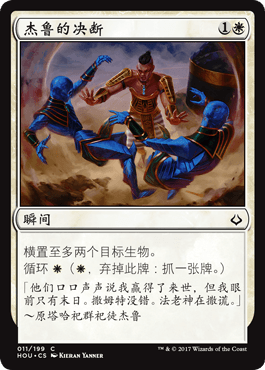 杰鲁的决断 1
瞬间
横置至多两个目标生物。
循环（，弃掉此牌：抓一张牌。）
「他们口口声声说我赢得了来世，但我眼
前只有末日。撒姆特没错。法老神在撒谎。」
～原塔哈祀群祀徒杰鲁
011/199 C
HOU • CS KIERAN YANNER
™ & © 2017 Wizards of the Coast